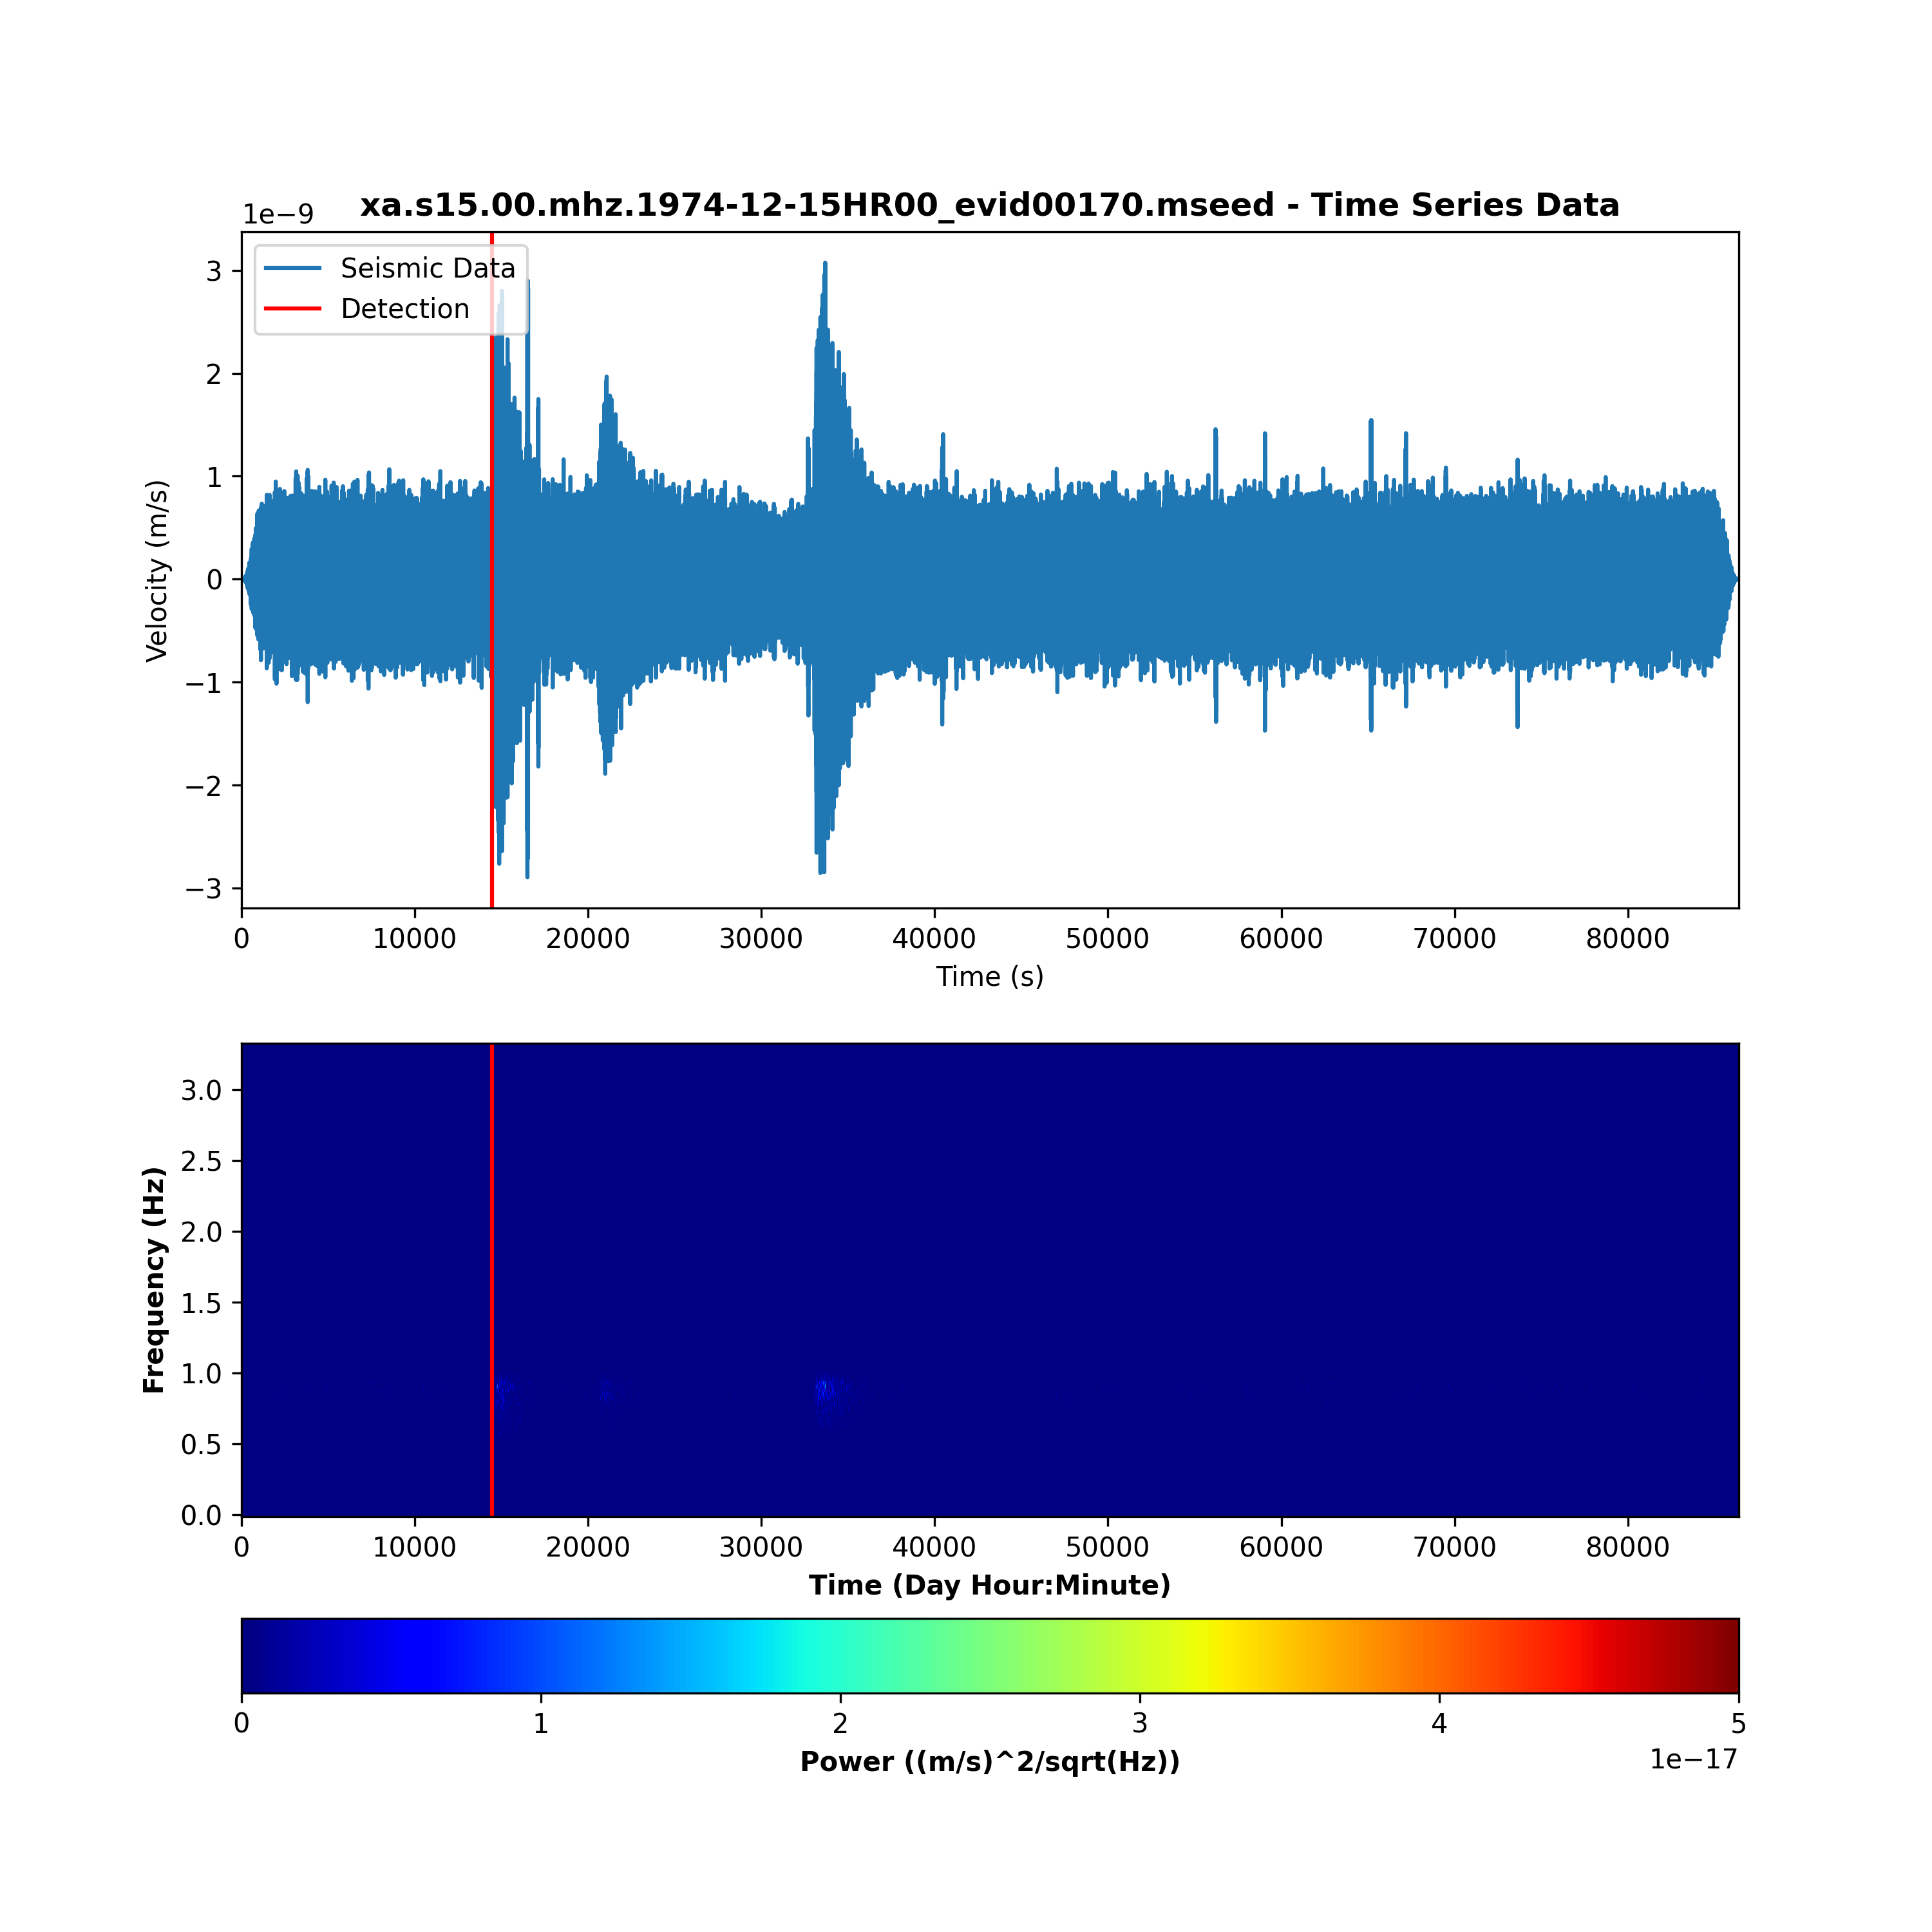 xa.s15.00.mhz.1974-12-15HR00_evid00170.mseed - Time Series Data
1e−9
Seismic Data
Detection
3
2
1
0
−1
−2
−3
Velocity (m/s)
0 10000 20000 30000 40000 50000 60000 70000 80000
Time (s)
3.0
2.5
2.0
1.5
1.0
0.5
0.0
Frequency (Hz)
0 10000 20000 30000 40000 50000 60000 70000 80000
Time (Day Hour:Minute)
0 1 2 3 4 5
Power ((m/s)^2/sqrt(Hz))
1e−17